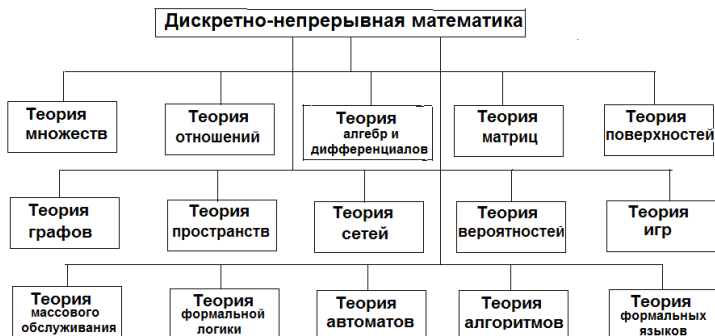 Дискретно-непрерывная математика
Теория
множеств
Теория
отношений
Теория
алгебр и
дифференциалов
Теория
матриц
Теория
поверхностей
Теория
графов
Теория
пространств
Теория
сетей
Теория
вероятностей
Теория
игр
Теория
массового
обслуживания
Теория
формальной
логики
Теория
автоматов
Теория
алгоритмов
Теория
формальных
языков